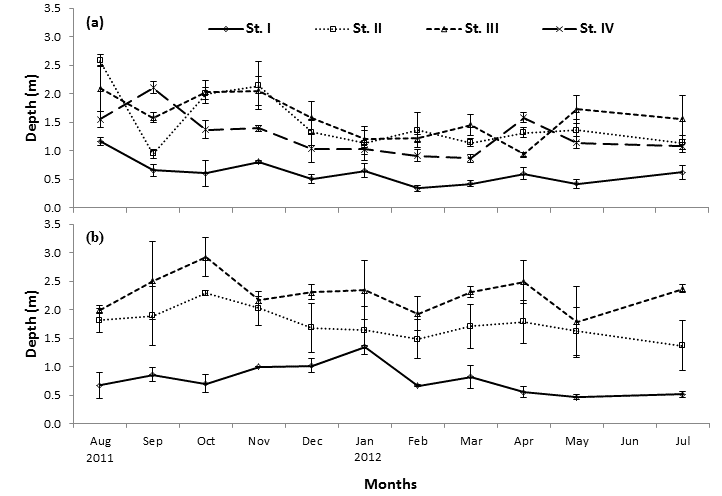 (a)
St. I St. II St. III St. IV
Depth (m)
3.5
3.0
2.5
2.0
1.5
1.0
0.5
0.0
(b)
Depth (m)
3.5
3.0
2.5
2.0
1.5
1.0
0.5
0.0
Aug Sep Oct Nov Dec Jan Feb Mar Apr May Jun Jul
2011 2012
Months